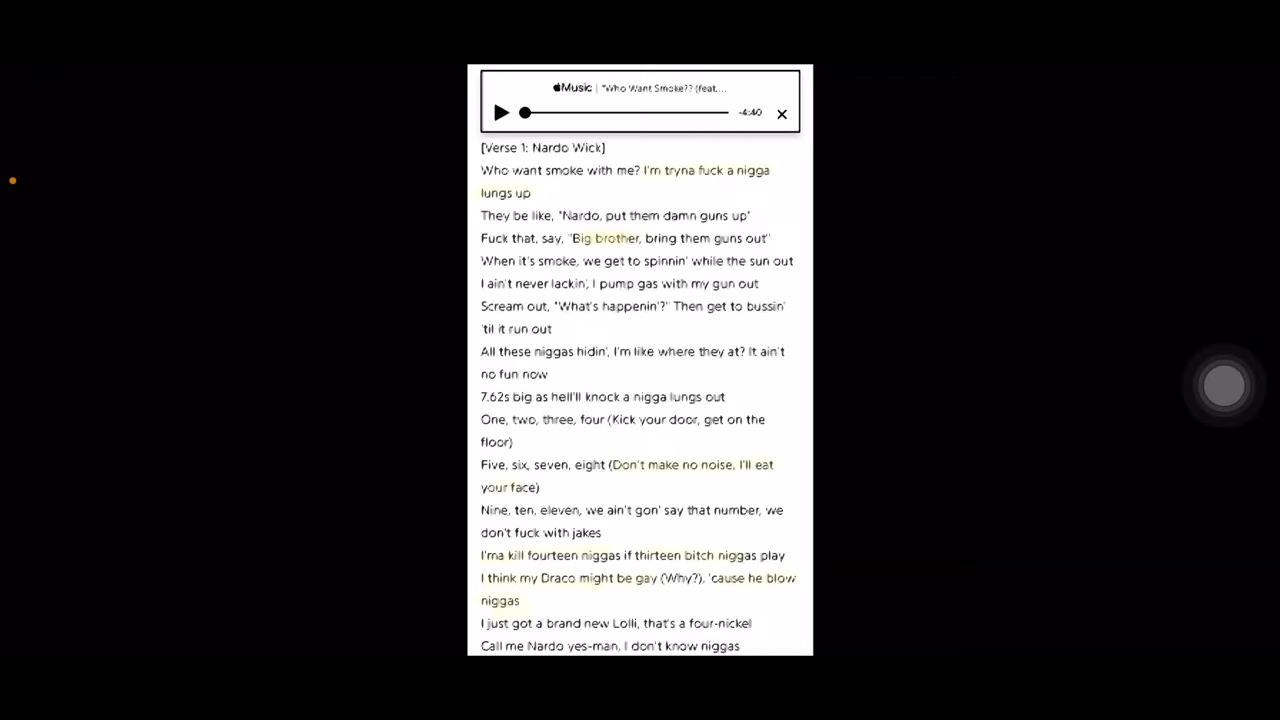 Music | "Who Want Smoke?? (feat....
-4:40
[Verse 1: Nardo Wick]
Who want smoke with me? I'm tryna fuck a nigga
lungs up
They be like, "Nardo, put them damn guns up"
Fuck that, say, "Big brother, bring them guns out"
When it's smoke, we get to spinnin' while the sun out
I ain't never lackin', I pump gas with my gun out
Scream out, "What's happenin'?" Then get to bussin'
'til it run out
All these niggas hidin', I'm like where they at? It ain't
no fun now
7.62s big as hell'll knock a nigga lungs out
One, two, three, four (Kick your door, get on the
floor)
Five, six, seven, eight (Don't make no noise, I'll eat
your face)
Nine, ten, eleven, we ain't gon' say that number, we
don't fuck with jakes
I'ma kill fourteen niggas if thirteen bitch niggas play
I think my Draco might be gay (Why?), 'cause he blow
niggas
I just got a brand new Lolli, that's a four-nickel
Call me Nardo yes-man, I don't know niggas